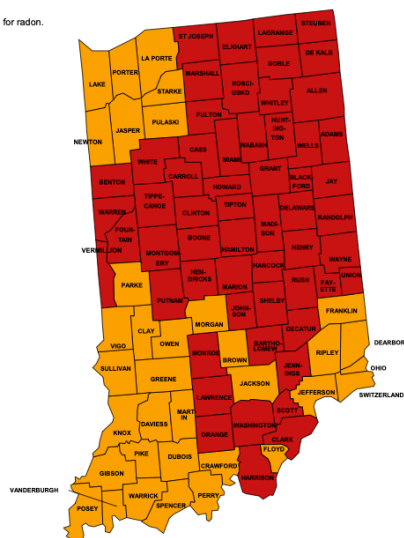 for radon.
STEUBEN
LAGRANGE
ST JOSEPH
ELKHART
LA PORTE
DE KALB
NOBLE
PORTER
LAKE
MARSHALL
STARKE
KOSCI-
USKO
ALLEN
WHITLEY
FULTON
PULASKI
HUNT-
ING-
TON
JASPER
NEWTON
WABASH
WELLS
ADAMS
CASS
MIAMI
WHITE
GRANT
CARROLL
BENTON
BLACK-
FORD
JAY
HOWARD
TIPPE-
CANOE
TIPTON
DELAWARE
WARREN
CLINTON
MADI-
SON
RANDOLPH
FOUN-
TAIN
BOONE
HAMILTON
HENRY
VERMILLION
MONTGOM
ERY
WAYNE
HANCOCK
HEN-
DRICKS
UNION
RUSH
FAY-
ETTE
PARKE
MARION
PUTNAM
SHELBY
JOHN-
SON
FRANKLIN
MORGAN
DECATUR
CLAY
VIGO
OWEN
DEARBOR
BARTHO-
LOMEW
MONROE
RIPLEY
BROWN
SULLIVAN
JENN-
INGS
OHIO
GREENE
JACKSON
SWITZERLAND
JEFFERSON
LAWRENCE
SCOTT
MART
IN
DAVIESS
KNOX
WASHINGTON
ORANGE
CLARK
FLOYD
PIKE
DUBOIS
CRAWFORD
GIBSON
HARRISON
VANDERBURGH
WARRICK
PERRY
SPENCER
POSEY